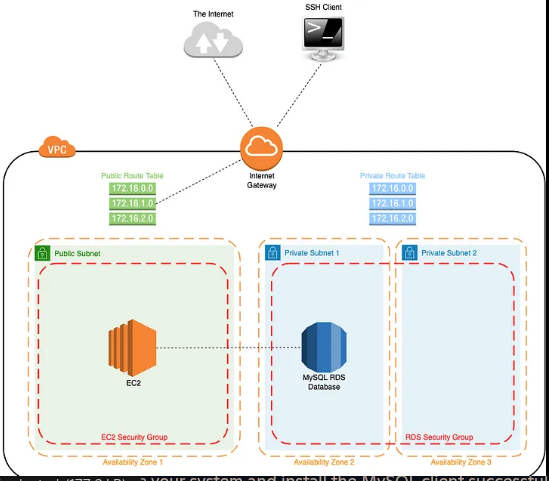 The Internet
SSH Client
VPC
Internet
Gateway
Public Route Table
172.16.0.0
172.16.1.0
172.16.2.0
Private Route Table
172.16.0.0
172.16.1.0
172.16.2.0
Public Subnet
Private Subnet 1
Private Subnet 2
EC2
MySQL RDS
Database
EC2 Security Group
RDS Security Group
Availability Zone 1
Availability Zone 2
Availability Zone 3
your system and install the MySQL client